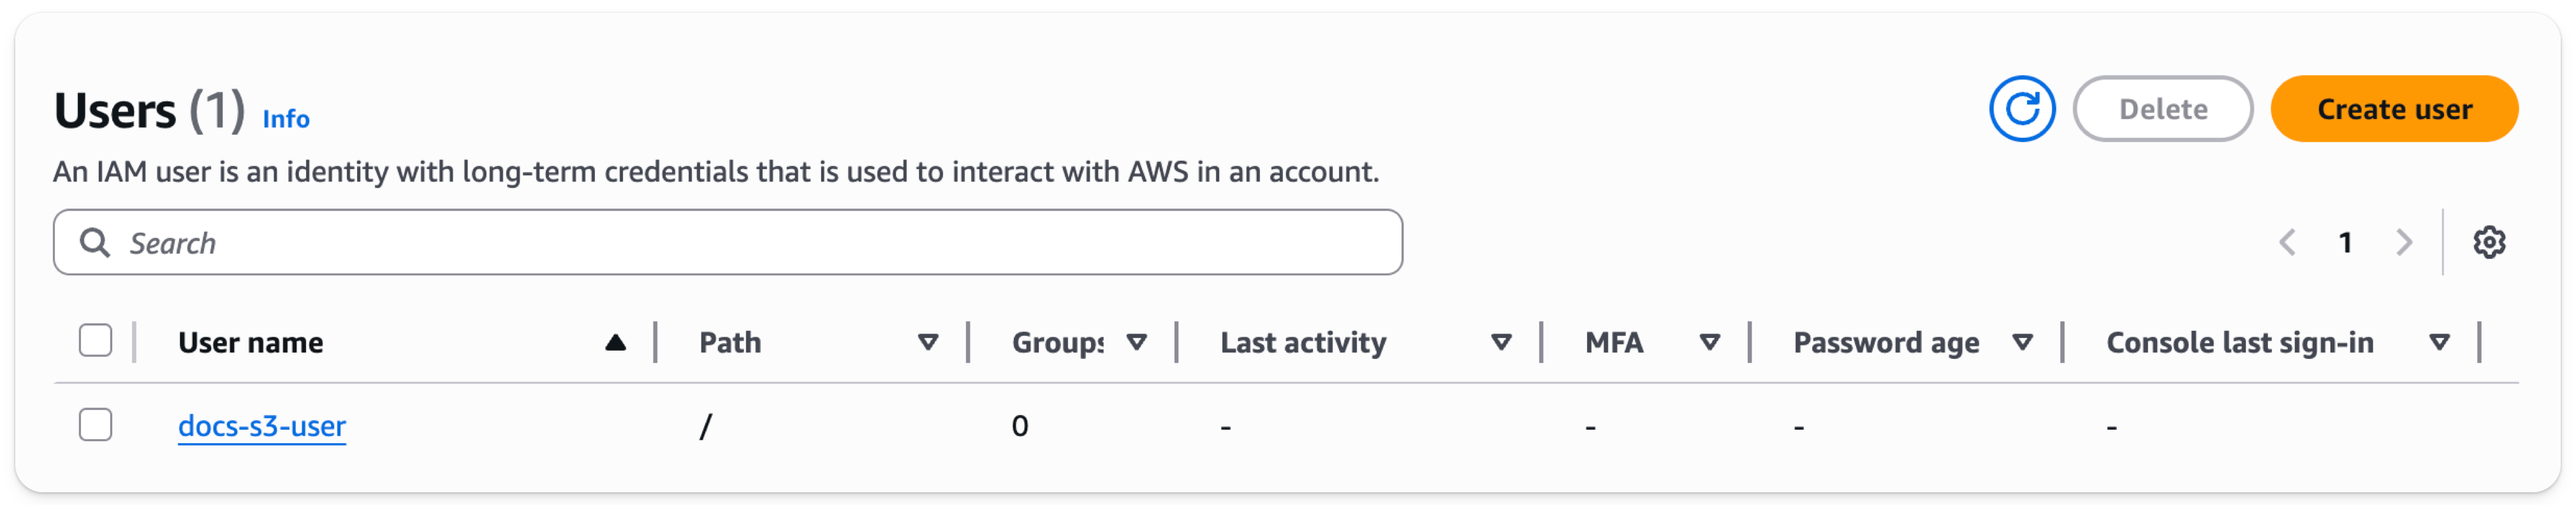 Users (1) Info
Delete
Create user
An IAM user is an identity with long-term credentials that is used to interact with AWS in an account.
Search
1
User name Path Groups Last activity MFA Password age Console last sign-in
docs-s3-user / 0 - - - -